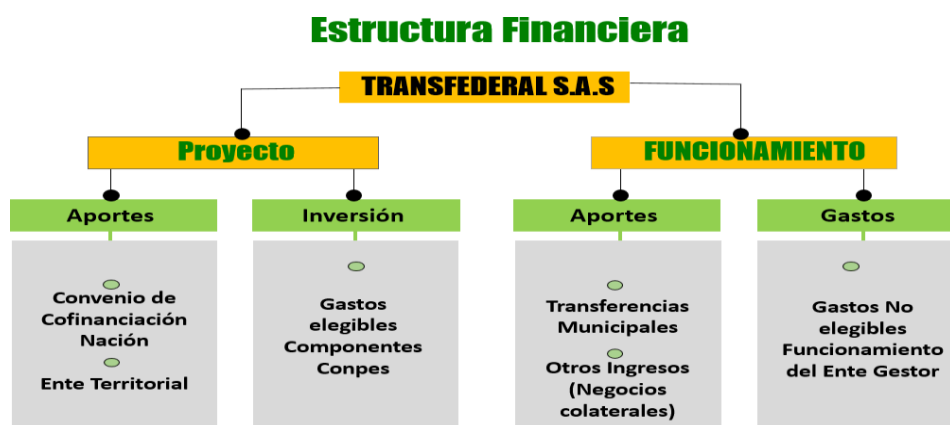 Estructura Financiera
TRANSFEDERAL S.A.S
Proyecto
FUNCIONAMIENTO
Aportes
Inversión
Aportes
Gastos
Convenio de
Cofinanciación
Nación
Ente Territorial
Gastos
elegibles
Componentes
Conpes
Transferencias
Municipales
Otros Ingresos
(Negocios
colaterales)
Gastos No
elegibles
Funcionamiento
del Ente Gestor